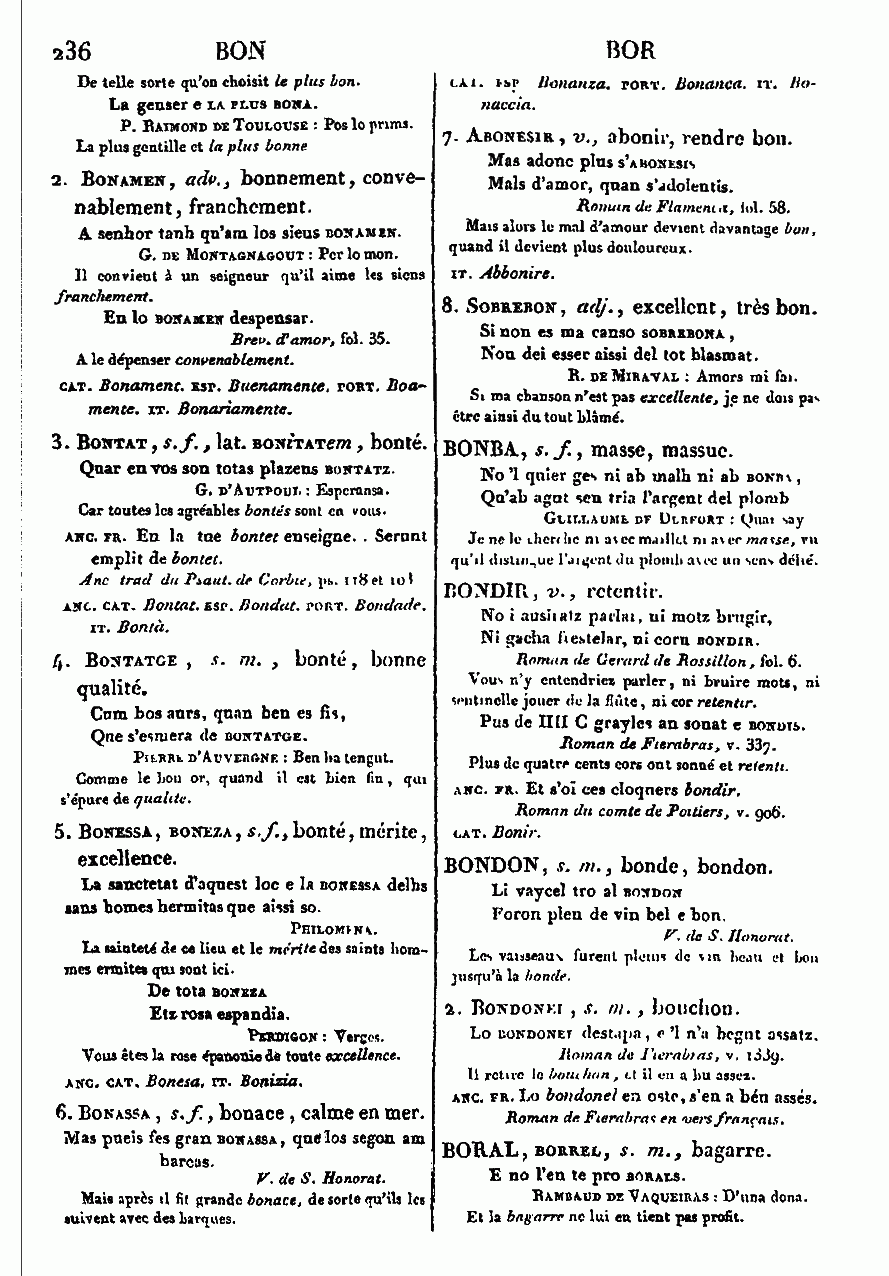 236 BON BOR
De telle sorte qu'on choisit le plus bon.
La genser e LA PLUS BONA.
P. RAIMOND DE TOULOUSE : Pos lo prims.
La plus gentille et la plus bonne
2. BONAMEN, adv., bonnement, conve-
nablement, franchement.
A senhor tanh qu'am los sieus BONAMEN.
G. DE MONTAGNAGOUT : Per lo mon.
Il convient à un seigneur qu'il aime les siens
franchement.
En lo BONAMEN despensar.
Brev. d'amor, fol. 35.
A le dépenser convenablement.
CAT. Bonament. ESP. Buenamente. PORT. Boa-
mente. IT. Bonariamente.
3. BONTAT, s. f., lat. BONITATem, bonté.
Quar en vos son totas plazens BONTATZ.
G. D'AUTPOUL : Esperansa.
Car toutes les agréables bontés sont en vous.
ANC. FR. En la tue bontet enseigne. . Serunt
emplit de bontet.
Anc trad du Psaut. de Corbie, ps. 118 et
ANC. CAT. Bontat. ESP. Bondat. PORT. Bondade.
IT. Bontà.
4. BONTATGE, s. m., bonté, bonne
qualité.
Cum bos aurs, quan ben es fis,
Que s'esmera de BONTATGE.
PIERRE D'AUVERGNE : Ben ha tengut.
Comme le bon or, quand il est bien fin, qui
s'épure de qualité.
5. BONESSA, BONEZA, s. f., bonté, mérite,
excellence.
La sanctetat d'aquest loc e la BONESSA delhs
sans homes hermitas que aissi so.
PHILOMENA.
La sainteté de ce lieu et le mérite des saints hom-
mes ermites qui sont ici.
De tota BONEZA
Etz rosa espandia.
PERDIGON : Verges.
Vous êtes la rose épanouie de toute excellence.
ANC. CAT. Bonesa. IT. Bonizia.
6. BONASSA, s. f., bonace, calme en mer.
Mas pueis fes gran BONASSA, que los segon am
barcas.
V. de S. Honorat.
Mais après il fit grande bonace, de sorte qu'ils les
suivent avec des barques.
CAT. ESP. Bonanza. PORT. Bonança. IT. Bo-
naccia.
7. ABONESIR, v., abonir, rendre bon.
Mas adonc plus s'ABONESIS
Mals d'amor, quan s'adolentis.
Roman de Flamenca, fol. 58.
Mais alors le mal d'amour devient davantage bon,
quand il devient plus douloureux.
IT. Abbonire.
8. SOBREBON, adj., excellent, très bon.
Si non es ma canso SOBREBONA,
Non dei esser aissi del tot blasmat.
R. DE MIRAVAL : Amors mi fai.
Si ma chanson n'est pas excellente, je ne dois pas
être ainsi du tout blâmé.
BONBA, s. f., masse, massue.
No 'l quier ges ni ab malh ni ab BONBA,
Qu'ab agut sen tria l'argent del plomb
GUILLAUME DE DURFORT : Quar say
Je ne le cherche ni avec maillet ni avec masse, vu
qu'il distingue l'argent du plomb avec un sens délié.
BONDIR, v., retentir.
No i ausiratz parlar, ni motz brugir,
Ni gacha frestelar, ni corn BONDIR.
Roman de Gerard de Rossillon, fol. 6.
Vous n'y entendriez parler, ni bruire mots, ni
sentinelle jouer de la flûte, ni cor retentir.
Pus de IIII C grayles an sonat e BONDIS.
Roman de Fierabras, v. 337.
Plus de quatre cents cors ont sonné et retenti.
ANC. FR. Et s'oï ces cloqners bondir.
Roman du comte de Poitiers, v. 906.
CAT. Bonir.
BONDON, s. m., bonde, bondon.
Li vaycel tro al BONDON
Foron plen de vin bel e bon.
V. de S. Honorat.
Les vaisseaux furent pleins de vin beau et bon
jusqu'à la bonde.
2. BONDONEL, s. m., bouchon.
Lo BONDONET destapa, e 'l n'a begut assatz.
Roman de Fierabras, v. 1339.
Il retire le bouchon, et il en a bu assez.
ANC. FR. Lo bondonel en oste, s'en a bén assés.
Roman de Fierabras en vers français.
BORAL, BORREL, s. m., bagarre.
E no l'en te pro BORALS.
RAMBAUD DE VAQUEIRAS : D'una dona.
Et la bagarre ne lui en tient pas profit.